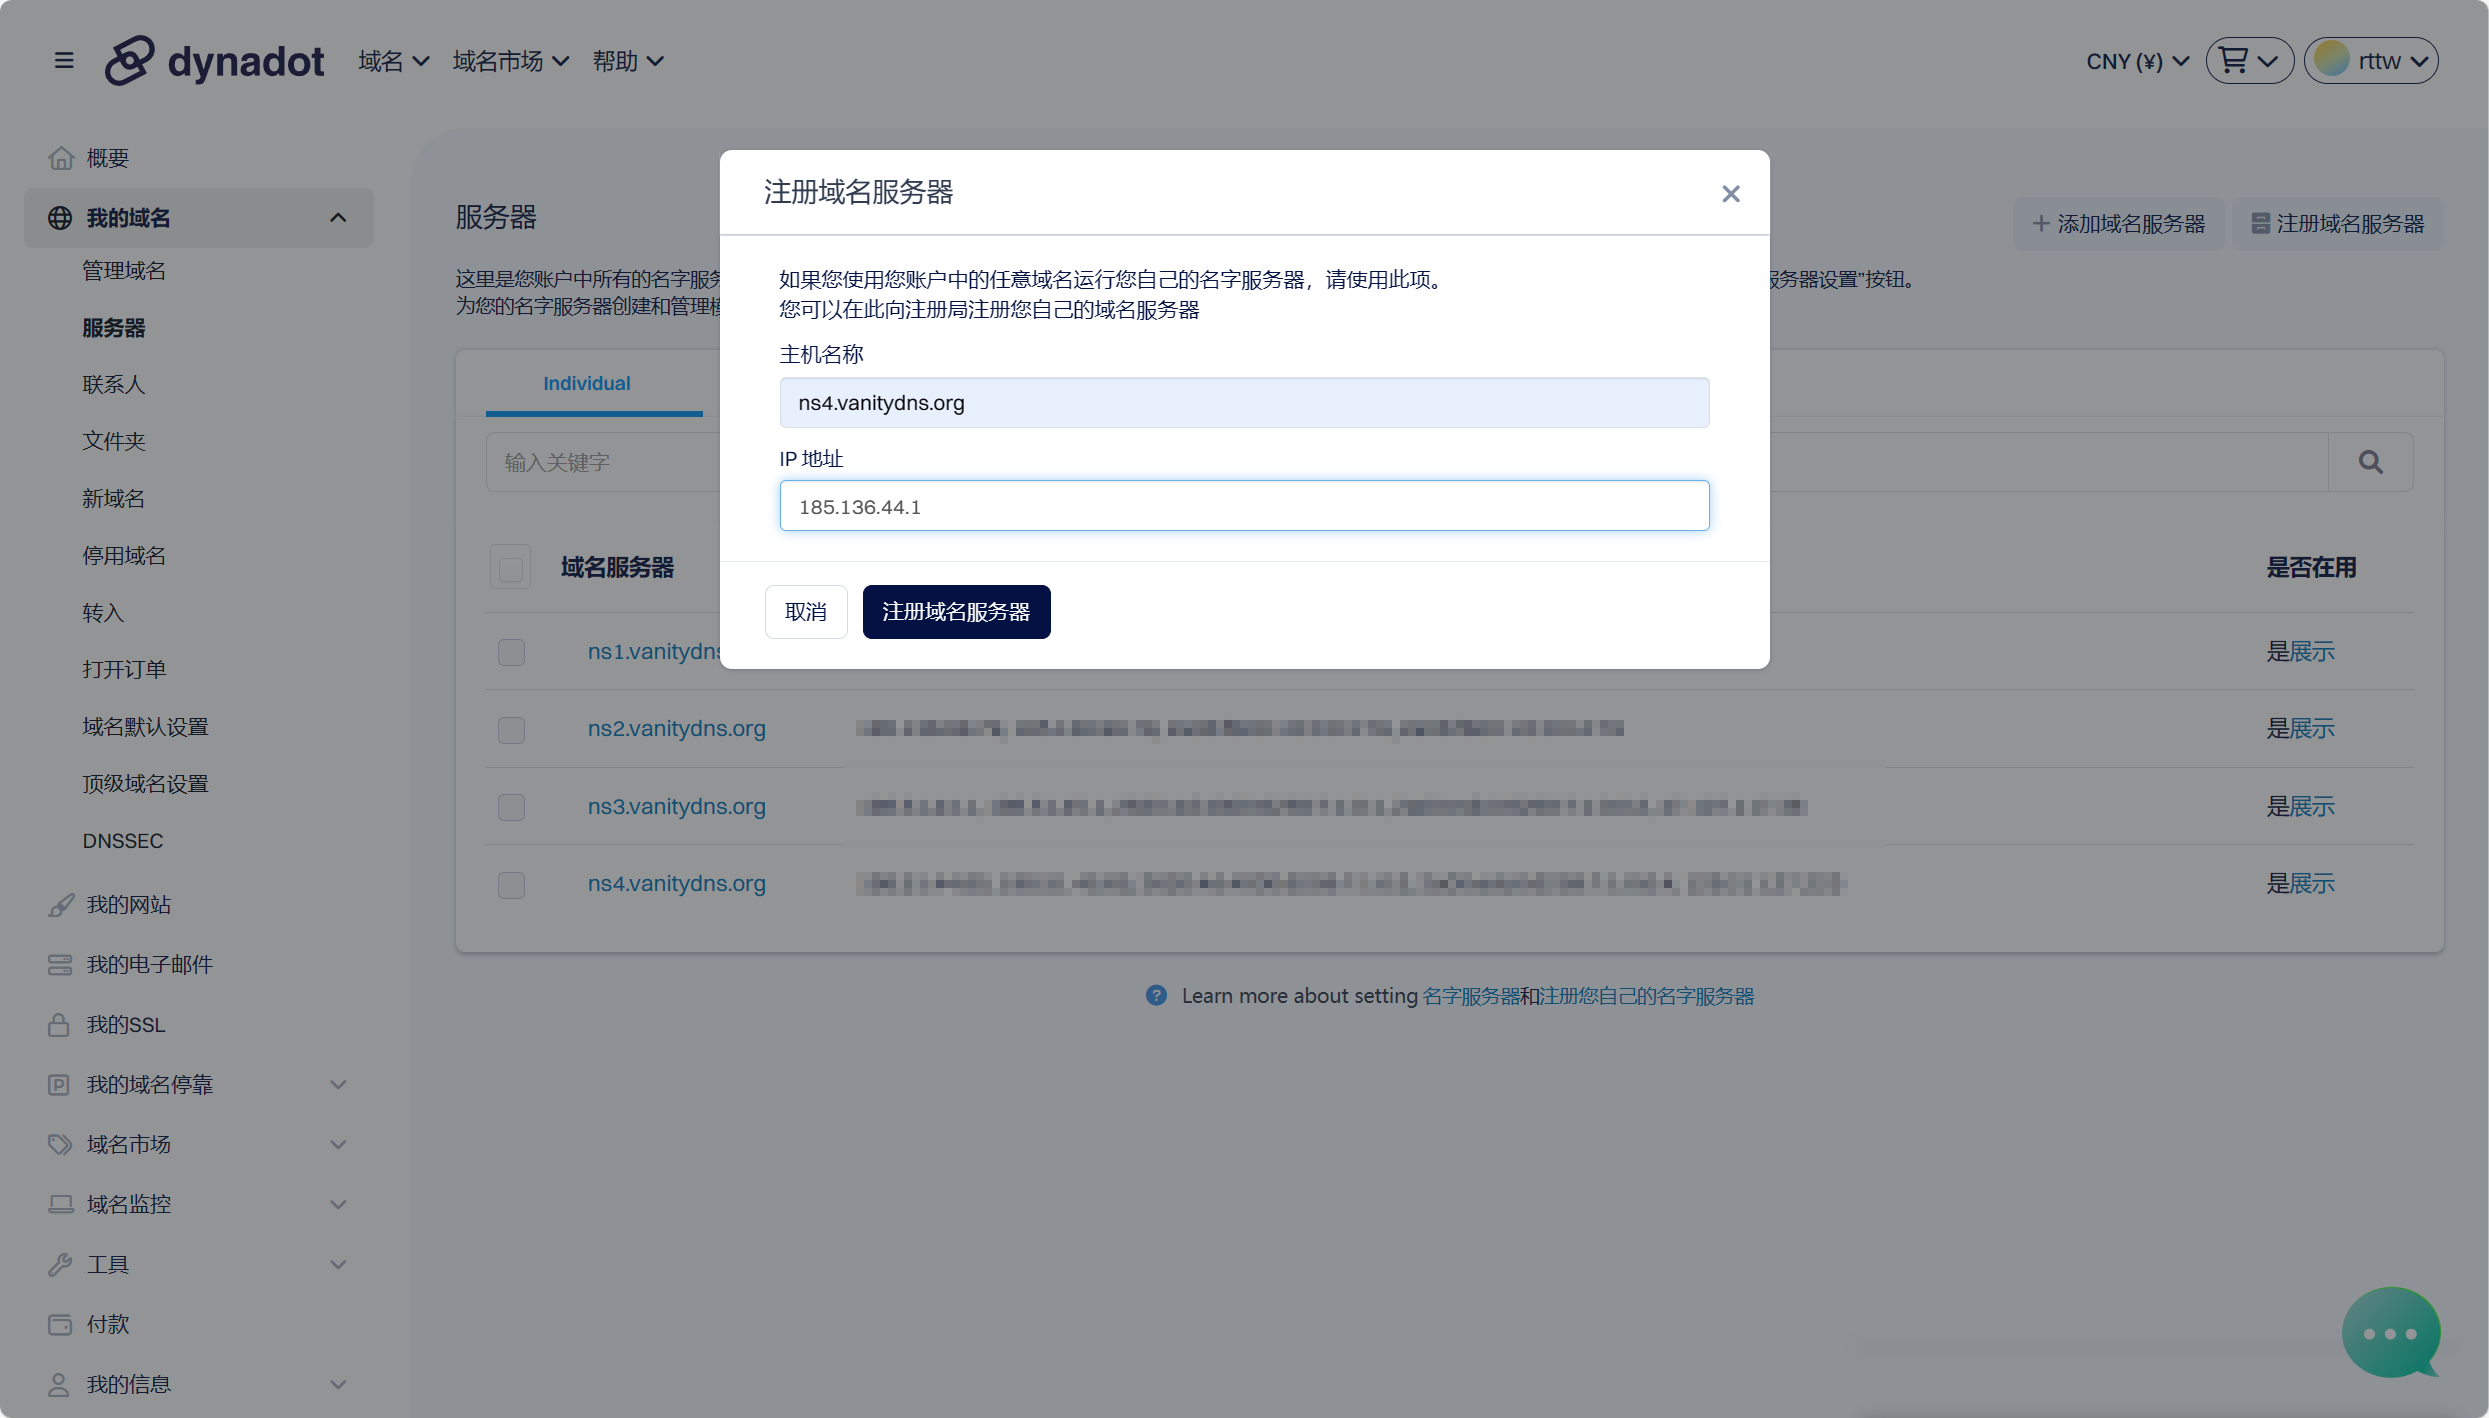 dynadot
域名
域名市场
帮助
CNY (¥)
rttw
概要
我的域名
管理域名
服务器
联系人
文件夹
新域名
停用域名
转入
打开订单
域名默认设置
顶级域名设置
DNSSEC
我的网站
我的电子邮件
我的SSL
我的域名停靠
域名市场
域名监控
工具
付款
我的信息
服务器
添加域名服务器
注册域名服务器
这里是您账户中所有的名字服务
服务器设置”按钮。
为您的名字服务器创建和管理
Individual
输入关键字
域名服务器
是否在用
ns1.vanitydns
是展示
ns2.vanitydns.org
是展示
ns3.vanitydns.org
是展示
ns4.vanitydns.org
是展示
Learn more about setting 名字服务器和注册您自己的名字服务器
注册域名服务器
如果您使用您账户中的任意域名运行您自己的名字服务器，请使用此项。
您可以在此向注册局注册您自己的域名服务器
主机名称
ns4.vanitydns.org
IP 地址
185.136.44.1
取消
注册域名服务器